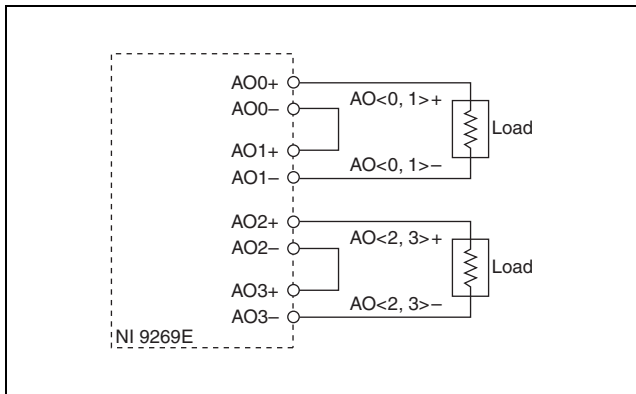 AO0+
AO<0, 1>+
AO0–
Load
AO1+
AO<0, 1>–
AO1–
AO2+
AO<2, 3>+
AO2–
Load
AO3+
AO<2, 3>–
AO3–
NI 9269E